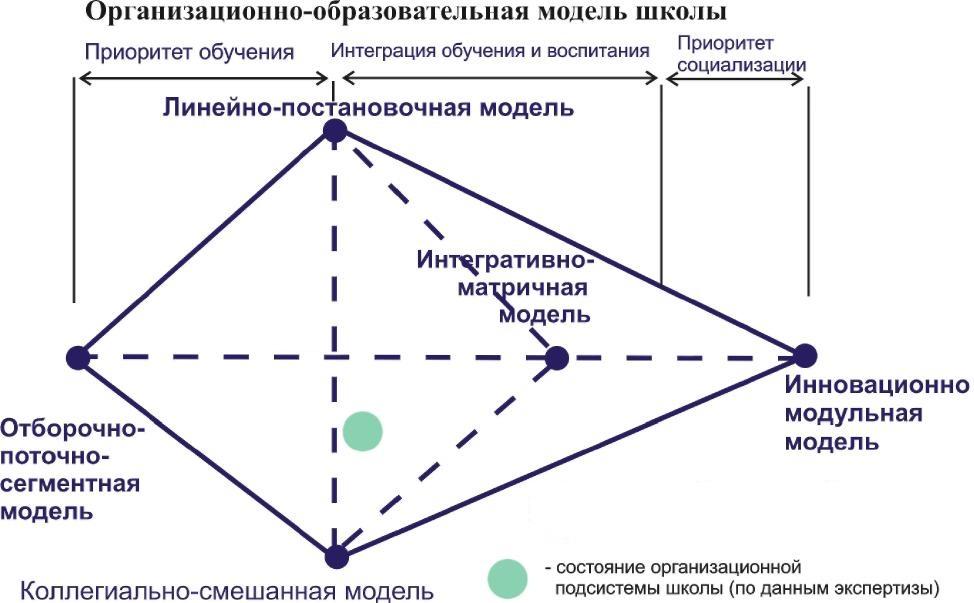 Организационно-образовательная модель школы
Приоритет обучения
Интеграция обучения и воспитания
Приоритет
социализации
Линейно-постановочная модель
Интегративно-
матричная
модель
Инновационно
модульная
модель
Отборочно-
поточно-
сегментная
модель
Коллегиально-смешанная модель
- состояние организационной
подсистемы школы (по данным экспертизы)